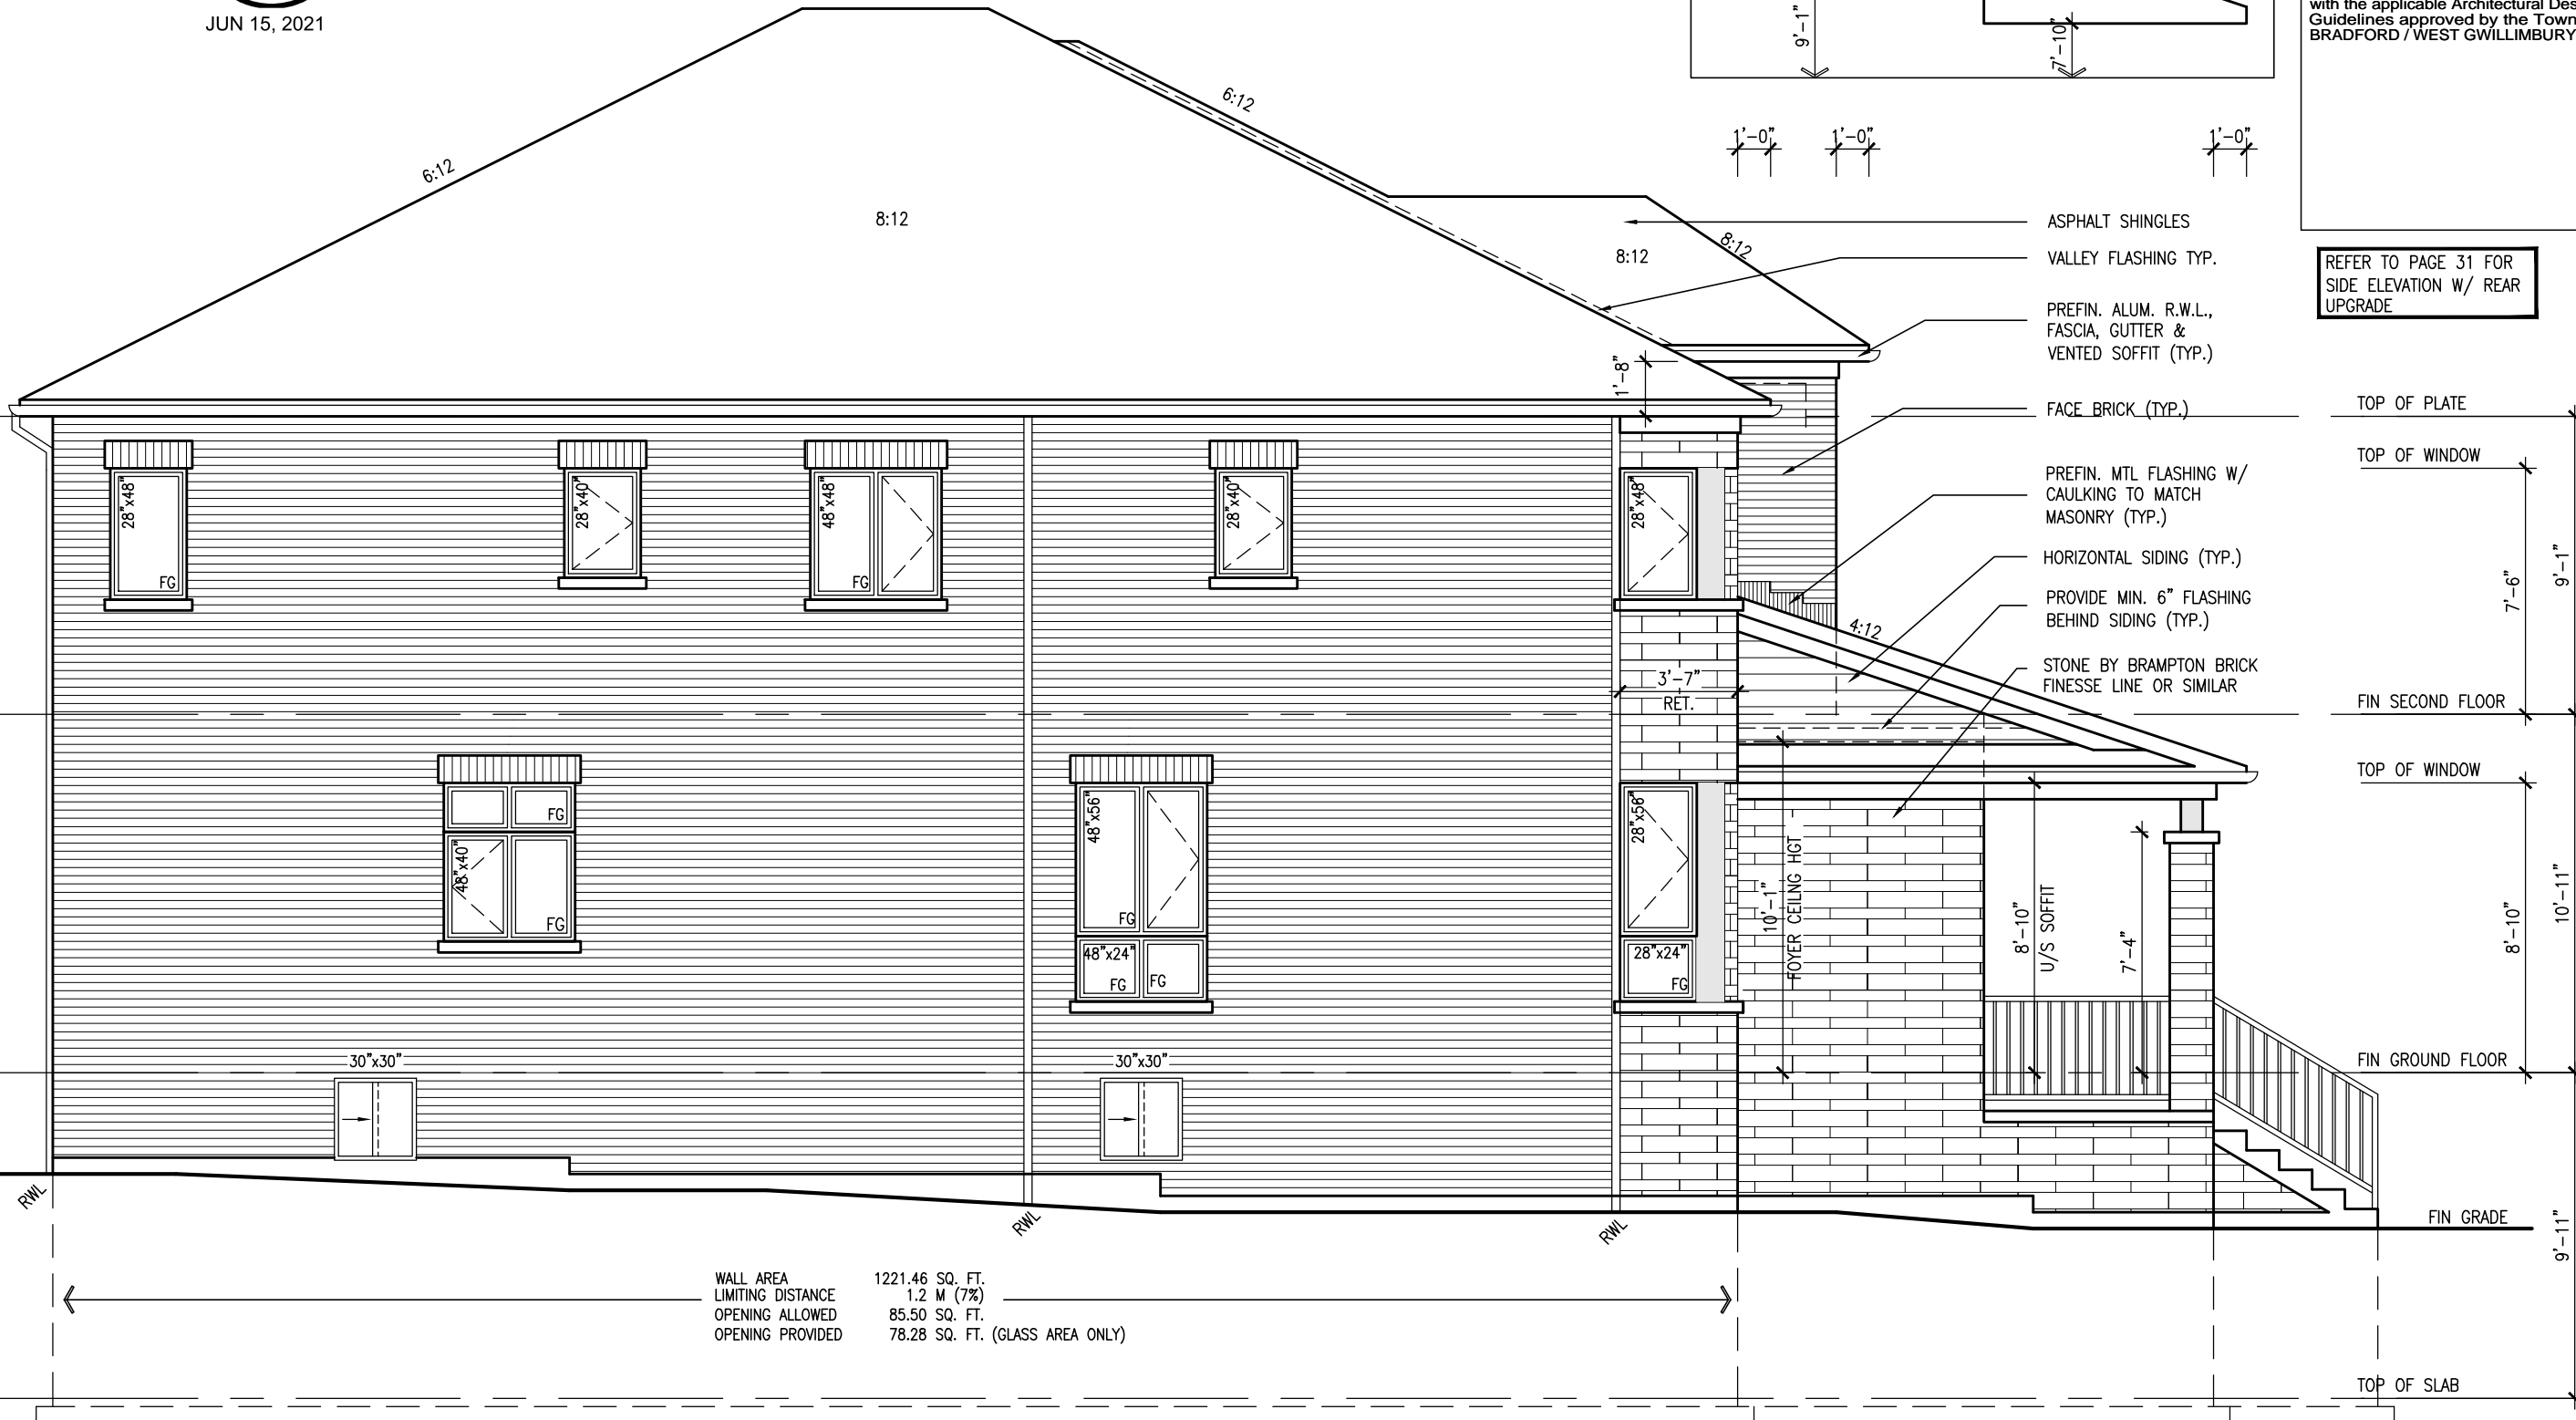 JUN 15, 2021
9'-1"
7'-10"
with the applicable Architectural Des
Guidelines approved by the Town
BRADFORD / WEST GWILLIMBURY
6:12
6:12
8:12
8:12
8:12
1'-0"
1'-0"
1'-0"
ASPHALT SHINGLES
VALLEY FLASHING TYP.
PREFIN. ALUM. R.W.L.,
FASCIA, GUTTER &
VENTED SOFFIT (TYP.)
FACE BRICK (TYP.)
PREFIN. MTL FLASHING W/
CAULKING TO MATCH
MASONRY (TYP.)
HORIZONTAL SIDING (TYP.)
PROVIDE MIN. 6" FLASHING
BEHIND SIDING (TYP.)
STONE BY BRAMPTON BRICK
FINESSE LINE OR SIMILAR
REFER TO PAGE 31 FOR
SIDE ELEVATION W/ REAR
UPGRADE
TOP OF PLATE
TOP OF WINDOW
7'-6"
9'-1"
FIN SECOND FLOOR
TOP OF WINDOW
8'-10"
10'-11"
FIN GROUND FLOOR
FIN GRADE
9'-11"
TOP OF SLAB
1'-8"
28"x48"
FG
28"x40"
48"x48"
FG
28"x40"
28"x48"
4:12
3'-7"
RET.
FG
48"x40"
FG
48"x56"
FG
48"x24"
FG
FG
28"x56"
28"x24"
FG
10'-1"
FOYER CEILNG HGT
8'-10"
U/S SOFFIT
7'-4"
30"x30"
30"x30"
RWL
RWL
RWL
WALL AREA 1221.46 SQ. FT.
LIMITING DISTANCE 1.2 M (7%)
OPENING ALLOWED 85.50 SQ. FT.
OPENING PROVIDED 78.28 SQ. FT. (GLASS AREA ONLY)